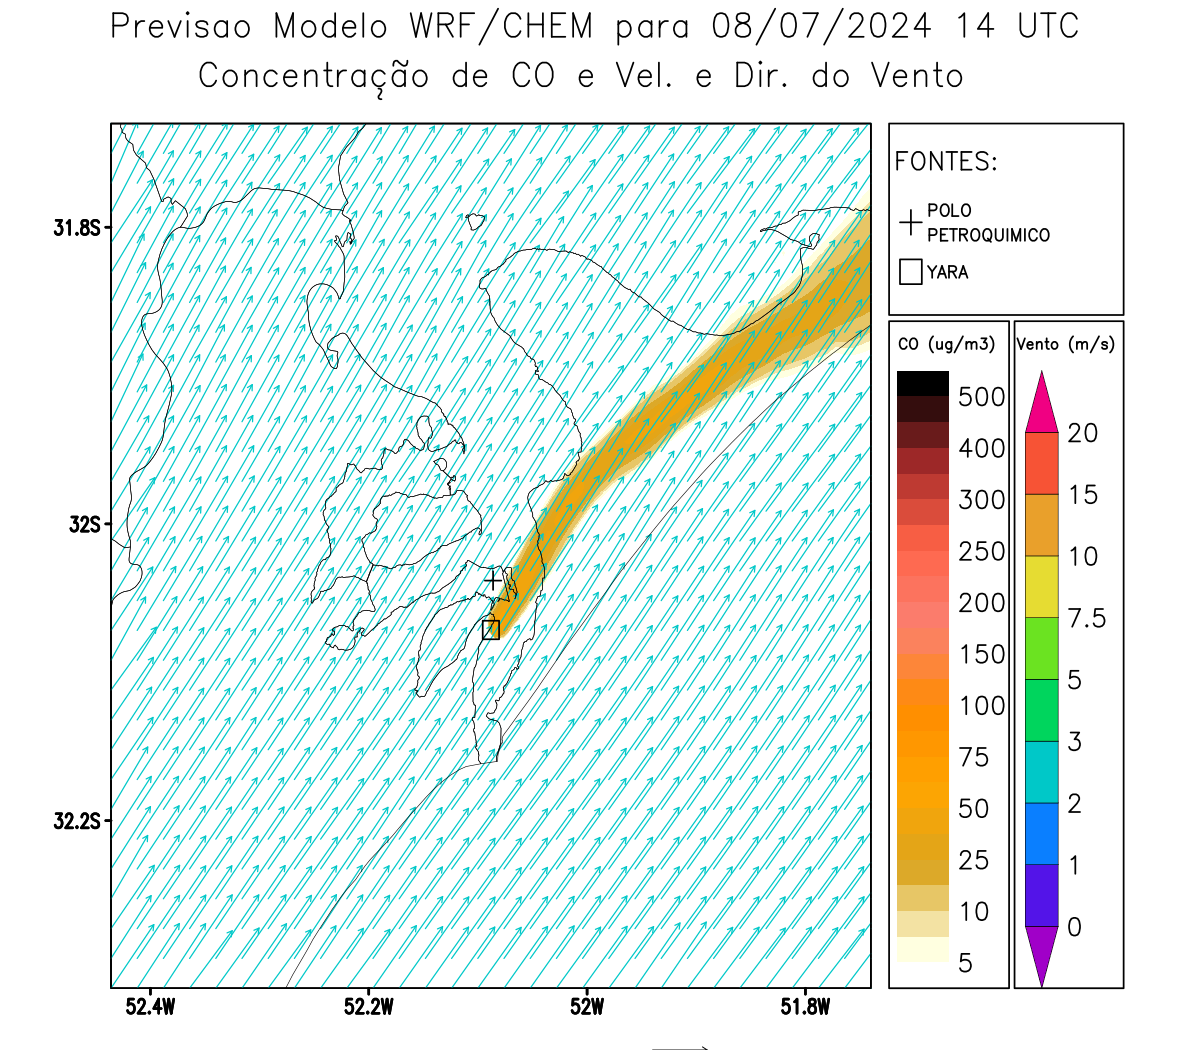 Previsao Modelo WRF/CHEM para 08/07/2024 14 UTC
Concentração de CO e Vel. e Dir. do Vento
FONTES:
POLO
PETROQUIMICO
YARA
CO (ug/m3)
500
400
300
250
200
150
100
75
50
25
10
5
Vento (m/s)
20
15
10
7.5
5
3
2
1
0
31.8S
32S
32.2S
52.4W
52.2W
52W
51.8W